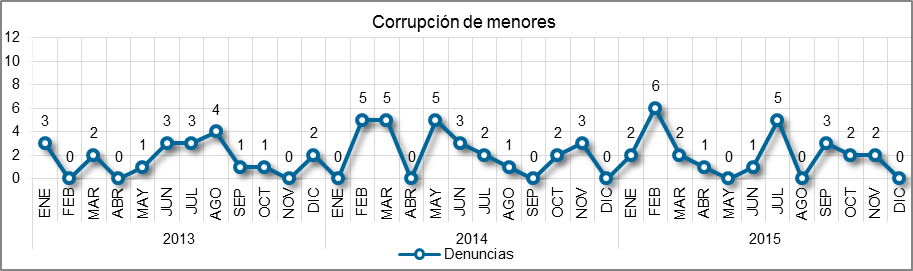 Corrupción de menores
12
10
8
6
4
2
0
3 0 2 0 1 3 3 4 1 1 0 2 0 5 5 0 5 3 2 1 0 2 3 0 2 6 2 1 0 1 5 0 3 2 2 0
ENE FEB MAR ABR MAY JUN JUL AGO SEP OCT NOV DIC ENE FEB MAR ABR MAY JUN JUL AGO SEP OCT NOV DIC ENE FEB MAR ABR MAY JUN JUL AGO SEP OCT NOV DIC
2013 2014 2015
Denuncias